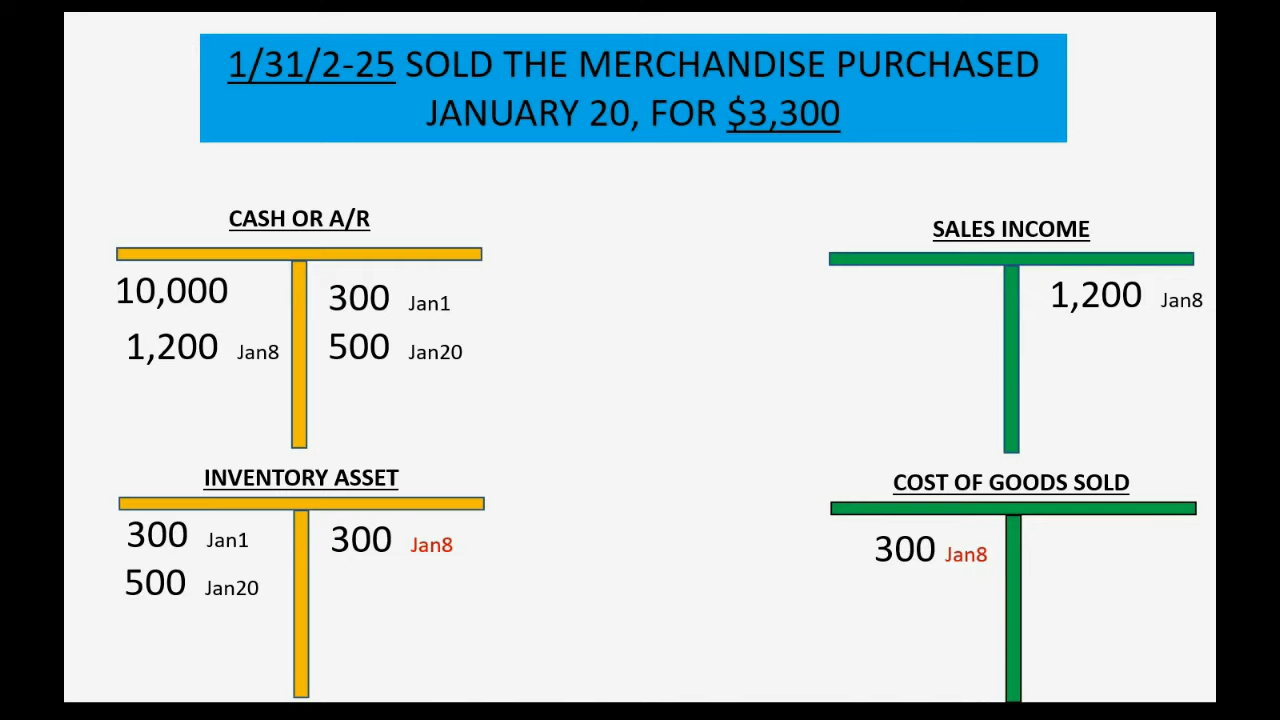 1/31/2-25 SOLD THE MERCHANDISE PURCHASED
JANUARY 20, FOR $3,300
CASH OR A/R
10,000
300 Jan1
1,200 Jan8
500 Jan20
SALES INCOME
1,200 Jan8
INVENTORY ASSET
300 Jan1
300 Jan8
500 Jan20
COST OF GOODS SOLD
300 Jan8